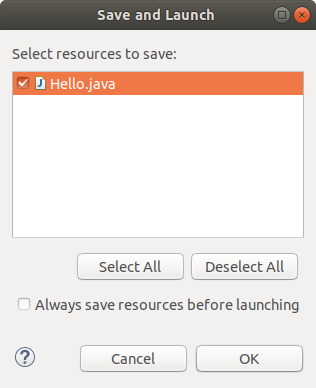 Save and Launch
Select resources to save:
Hello.java
Select All Deselect All
Always save resources before launching
? Cancel OK